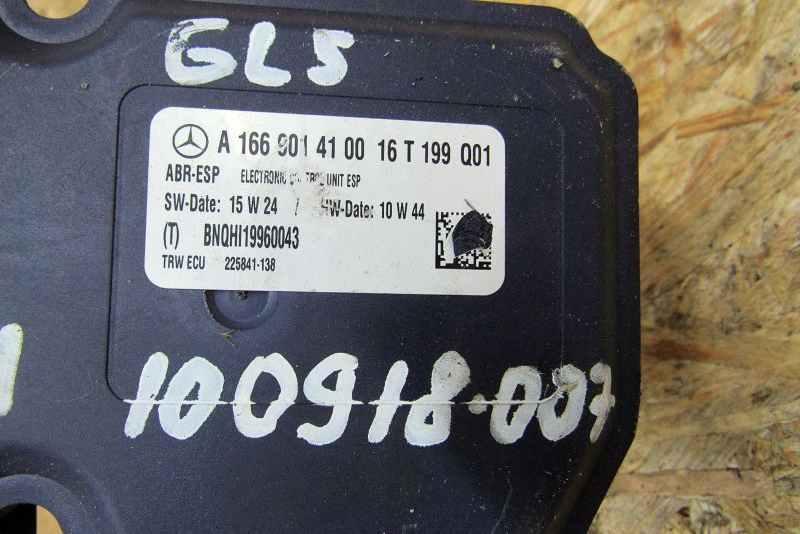 GLS
A 166 901 41 00 16 T 199 Q01
ABR-ESP ELECTRONIC CONTROL UNIT ESP
SW-Date: 15 W 24 / HW-Date: 10 W 44
(T) BNQHI19960043
TRW ECU 225841-138
100918.007